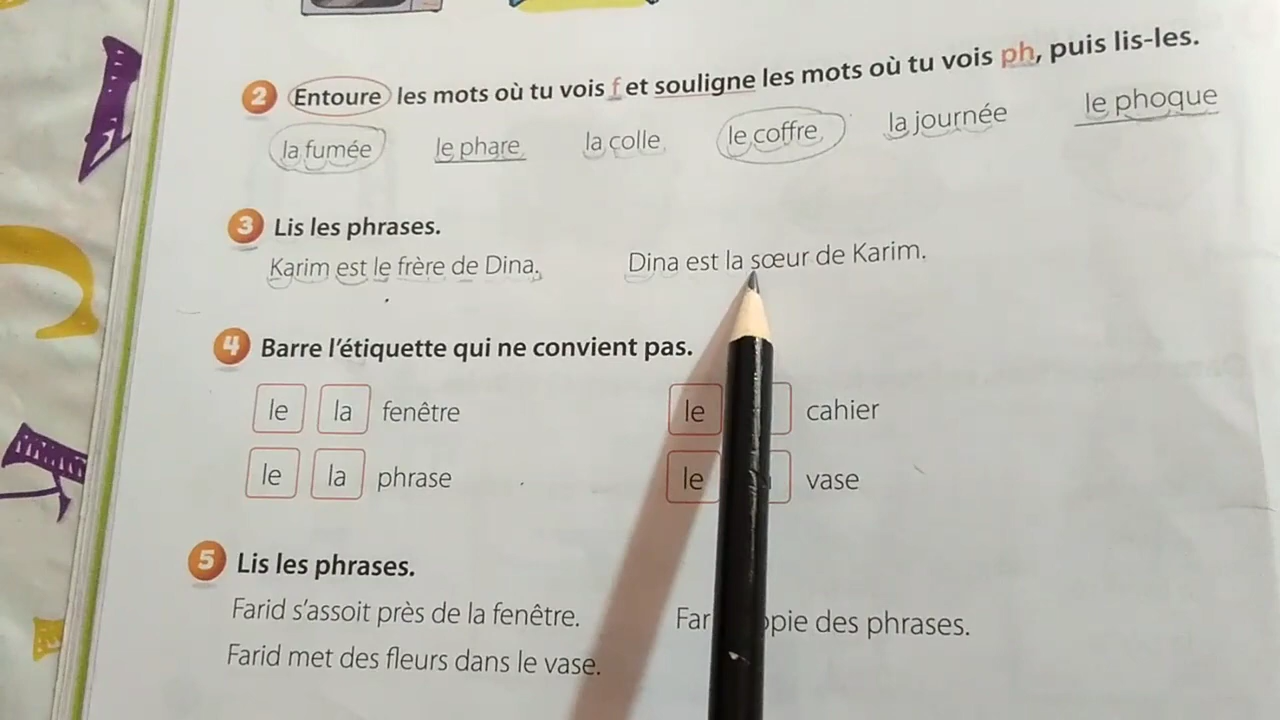 2 Entoure les mots où tu vois f et souligne les mots où tu vois ph, puis lis-les.
la fumée le phare la colle le coffre la journée le phoque
3 Lis les phrases.
Karim est le frère de Dina. Dina est la sœur de Karim.
4 Barre l'étiquette qui ne convient pas.
le la fenêtre le cahier
le la phrase le vase
5 Lis les phrases.
Farid s'assoit près de la fenêtre. des phrases.
Farid met des fleurs dans le vase.